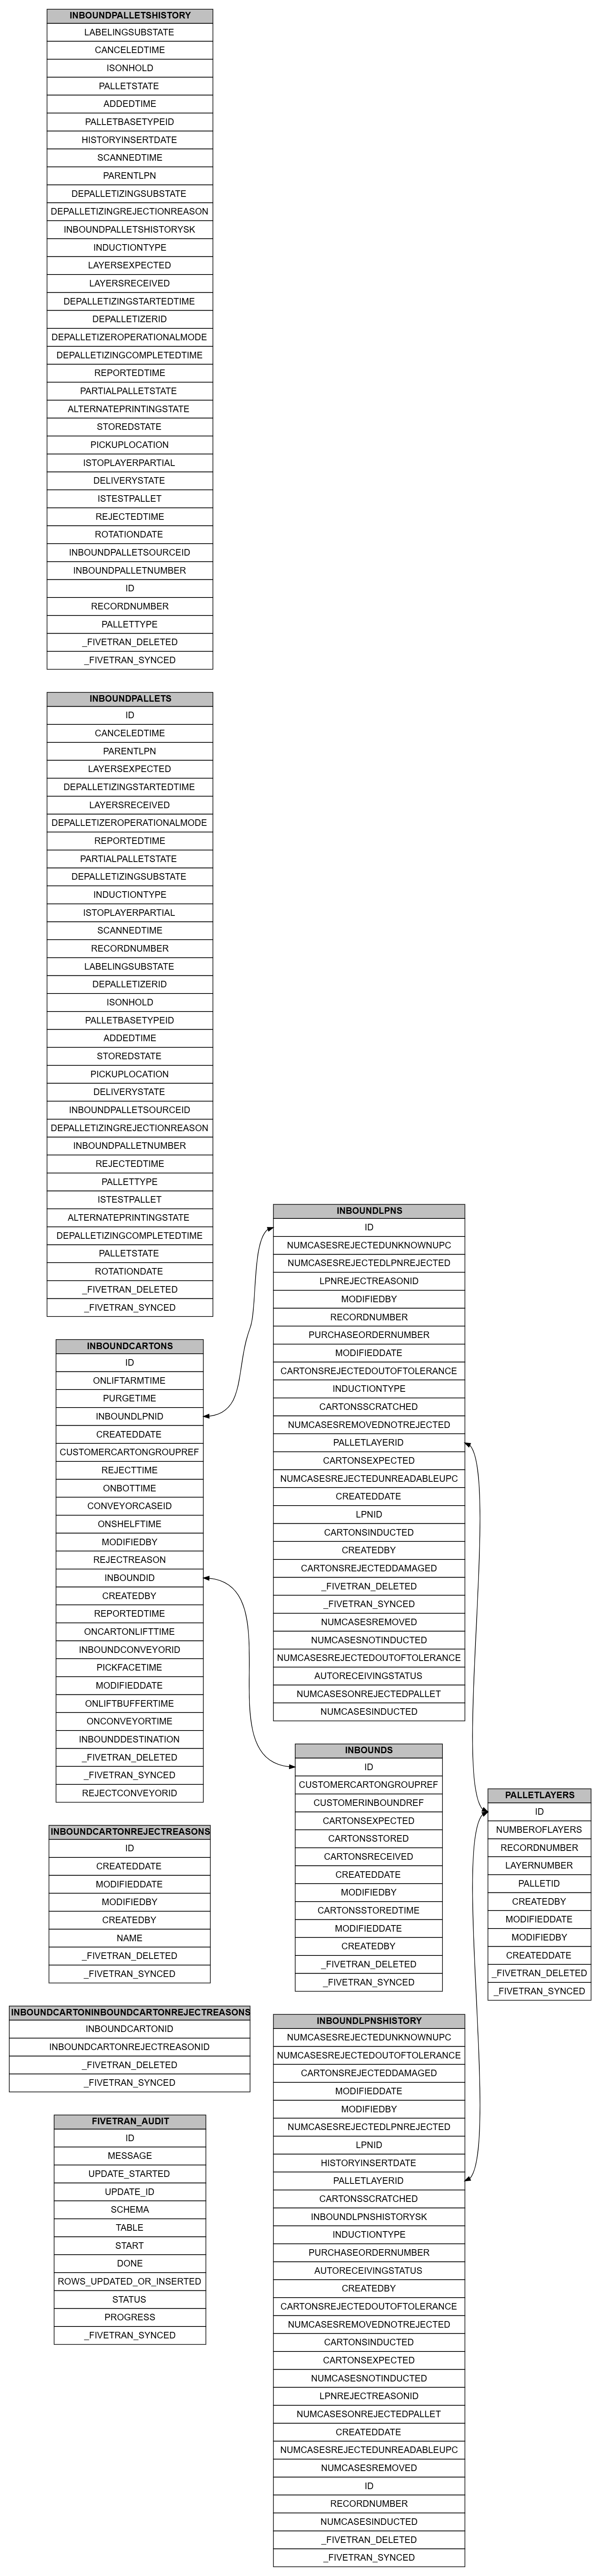 INBOUNDPALLETSHISTORY
LABELINGSUBSTATE
CANCELEDTIME
ISONHOLD
PALLETSTATE
ADDEDTIME
PALLETBASETYPEID
HISTORYINSERTDATE
SCANNEDTIME
PARENTLPN
DEPALLETIZINGSUBSTATE
DEPALLETIZINGREJECTIONREASON
INBOUNDPALLETSHISTORYSK
INDUCTIONTYPE
LAYERSEXPECTED
LAYERSRECEIVED
DEPALLETIZINGSTARTEDTIME
DEPALLETIZERID
DEPALLETIZEROPERATIONALMODE
DEPALLETIZINGCOMPLETEDTIME
REPORTEDTIME
PARTIALPALLETSTATE
ALTERNATEPRINTINGSTATE
STOREDSTATE
PICKUPLOCATION
ISTOPLAYERPARTIAL
DELIVERYSTATE
ISTESTPALLET
REJECTEDTIME
ROTATIONDATE
INBOUNDPALLETSOURCEID
INBOUNDPALLETNUMBER
ID
RECORDNUMBER
PALLETTYPE
_FIVETRAN_DELETED
_FIVETRAN_SYNCED
INBOUNDPALLETS
ID
CANCELEDTIME
PARENTLPN
LAYERSEXPECTED
DEPALLETIZINGSTARTEDTIME
LAYERSRECEIVED
DEPALLETIZEROPERATIONALMODE
REPORTEDTIME
PARTIALPALLETSTATE
DEPALLETIZINGSUBSTATE
INDUCTIONTYPE
ISTOPLAYERPARTIAL
SCANNEDTIME
RECORDNUMBER
LABELINGSUBSTATE
DEPALLETIZERID
ISONHOLD
PALLETBASETYPEID
ADDEDTIME
STOREDSTATE
PICKUPLOCATION
DELIVERYSTATE
INBOUNDPALLETSOURCEID
DEPALLETIZINGREJECTIONREASON
INBOUNDPALLETNUMBER
REJECTEDTIME
PALLETTYPE
ISTESTPALLET
ALTERNATEPRINTINGSTATE
DEPALLETIZINGCOMPLETEDTIME
PALLETSTATE
ROTATIONDATE
_FIVETRAN_DELETED
_FIVETRAN_SYNCED
INBOUNDCARTONS
ID
ONLIFTARMTIME
PURGETIME
INBOUNDLPNID
CREATEDDATE
CUSTOMERCARTONGROUPREF
REJECTTIME
ONBOTTIME
CONVEYORCASEID
ONSHELFTIME
MODIFIEDBY
REJECTREASON
INBOUNDID
CREATEDBY
REPORTEDTIME
ONCARTONLIFTTIME
INBOUNDCONVEYORID
PICKFACETIME
MODIFIEDDATE
ONLIFTBUFFERTIME
ONCONVEYORTIME
INBOUNDDESTINATION
_FIVETRAN_DELETED
_FIVETRAN_SYNCED
REJECTCONVEYORID
INBOUNDCARTONREJECTREASONS
ID
CREATEDDATE
MODIFIEDDATE
MODIFIEDBY
CREATEDBY
NAME
_FIVETRAN_DELETED
_FIVETRAN_SYNCED
INBOUNDCARTONINBOUNDCARTONREJECTREASONS
INBOUNDCARTONID
INBOUNDCARTONREJECTREASONID
_FIVETRAN_DELETED
_FIVETRAN_SYNCED
FIVETRAN_AUDIT
ID
MESSAGE
UPDATE_STARTED
UPDATE_ID
SCHEMA
TABLE
START
DONE
ROWS_UPDATED_OR_INSERTED
STATUS
PROGRESS
_FIVETRAN_SYNCED
INBOUNDLPNS
ID
NUMCASESREJECTEDUNKNOWNUPC
NUMCASESREJECTEDLPNREJECTED
LPNREJECTREASONID
MODIFIEDBY
RECORDNUMBER
PURCHASEORDERNUMBER
MODIFIEDDATE
CARTONSREJECTEDOUTOFTOLERANCE
INDUCTIONTYPE
CARTONSSCRATCHED
NUMCASESREMOVEDNOTREJECTED
PALLETLAYERID
CARTONSEXPECTED
NUMCASESREJECTEDUNREADABLEUPC
CREATEDDATE
LPNID
CARTONSINDUCTED
CREATEDBY
CARTONSREJECTEDDAMAGED
_FIVETRAN_DELETED
_FIVETRAN_SYNCED
NUMCASESREMOVED
NUMCASESNOTINDUCTED
NUMCASESREJECTEDOUTOFTOLERANCE
AUTORECEIVINGSTATUS
NUMCASESONREJECTEDPALLET
NUMCASESINDUCTED
INBOUNDS
ID
CUSTOMERCARTONGROUPREF
CUSTOMERINBOUNDREF
CARTONSEXPECTED
CARTONSSTORED
CARTONSRECEIVED
CREATEDDATE
MODIFIEDBY
CARTONSSTOREDTIME
MODIFIEDDATE
CREATEDBY
_FIVETRAN_DELETED
_FIVETRAN_SYNCED
INBOUNDLPNSHISTORY
NUMCASESREJECTEDUNKNOWNUPC
NUMCASESREJECTEDOUTOFTOLERANCE
CARTONSREJECTEDDAMAGED
MODIFIEDDATE
MODIFIEDBY
NUMCASESREJECTEDLPNREJECTED
LPNID
HISTORYINSERTDATE
PALLETLAYERID
CARTONSSCRATCHED
INBOUNDLPNSHISTORYSK
INDUCTIONTYPE
PURCHASEORDERNUMBER
AUTORECEIVINGSTATUS
CREATEDBY
CARTONSREJECTEDOUTOFTOLERANCE
NUMCASESREMOVEDNOTREJECTED
CARTONSINDUCTED
CARTONSEXPECTED
NUMCASESNOTINDUCTED
LPNREJECTREASONID
NUMCASESONREJECTEDPALLET
CREATEDDATE
NUMCASESREJECTEDUNREADABLEUPC
NUMCASESREMOVED
ID
RECORDNUMBER
NUMCASESINDUCTED
_FIVETRAN_DELETED
_FIVETRAN_SYNCED
PALLETLAYERS
ID
NUMBEROFLAYERS
RECORDNUMBER
LAYERNUMBER
PALLETID
CREATEDBY
MODIFIEDDATE
MODIFIEDBY
CREATEDDATE
_FIVETRAN_DELETED
_FIVETRAN_SYNCED